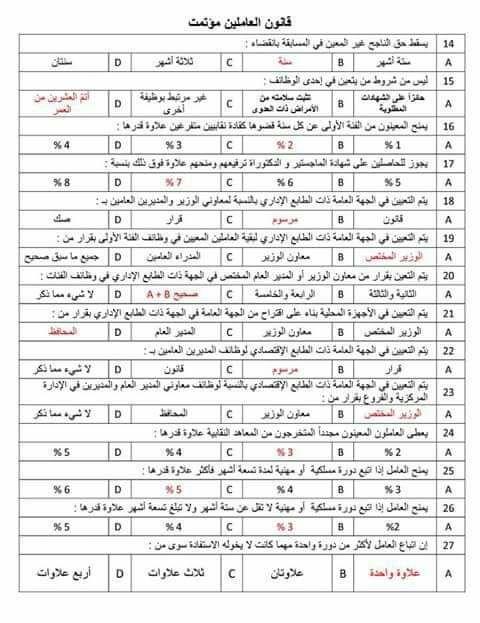 قانون العاملين مؤتمت
14 يسقط حق الناجح غير المعين في المسابقة بانقضاء :
A ستة أشهر B سنة C ثلاثة أشهر D سنتان
15 ليس من شروط من يتعين في إحدى الوظائف :
A حائزاً على الشهادات المطلوبة B تثبت سلامته من الأمراض ذات العدوى C غير مرتبط بوظيفة أخرى D أتمّ العشرين من العمر
16 يمنح المعينون من الفئة الأولى عن كل سنة قضوها كقادة نقابيين متفرغين علاوة قدرها :
A 1 % B 2 % C 3 % D 4 %
17 يجوز للحاصلين على شهادة الماجستير و الدكتوراة ترفيعهم ومنحهم علاوة فوق ذلك بنسبة :
A 5 % B 6 % C 7 % D 8 %
18 يتم التعيين في الجهة العامة ذات الطابع الإداري بالنسبة لمعاوني الوزير والمديرين العامين بـ :
A قانون B مرسوم C قرار D صك
19 يتم التعيين في الجهة العامة ذات الطابع الإداري لبقية العاملين المعيين في وظائف الفئة الأولى بقرار من :
A الوزير المختص B معاون الوزير C المدراء العامين D جميع ما سبق صحيح
20 يتم التعين بقرار من معاون الوزير أو المدير العام المختص في الجهة ذات الطابع الإداري في وظائف الفئات :
A الثانية والثالثة B الرابعة والخامسة C صحيح A + B D لا شيء مما ذكر
21 يتم التعيين في الأجهزة المحلية بناء على اقتراح من الجهة العامة في الجهة ذات الطابع الإداري بقرار من :
A الوزير المختص B معاون الوزير C المدير العام D المحافظ
22 يتم التعيين في الجهة العامة ذات الطابع الإقتصادي لوظائف المديرين العامين بـ :
A قرار B مرسوم C قانون D لا شيء مما ذكر
23 يتم التعيين في الجهة العامة ذات الطابع الإقتصادي بالنسبة لوظائف معاوني المدير العام والمديرين في الإدارة
المركزية والفروع بقرار من :
A الوزير المختص B معاون الوزير C المحافظ D لا شيء مما ذكر
24 يعطى العاملون المعينون مجدداً المتخرجون من المعاهد النقابية علاوة قدرها :
A 2 % B 3 % C 4 % D 5 %
25 يمنح العامل إذا اتبع دورة مسلكية أو مهنية لمدة تسعة أشهر فأكثر علاوة قدرها :
A 3 % B 4 % C 5 % D 6 %
26 يمنح العامل إذا اتبع دورة مسلكية أو مهنية لا تقل عن ستة أشهر ولا تبلغ تسعة أشهر علاوة قدرها :
A 2% B 3 % C 4 % D 5 %
27 إن اتباع العامل لأكثر من دورة واحدة مهما كانت لا يخوله الاستفادة سوى من :
A علاوة واحدة B علاوتان C ثلاث علاوات D أربع علاوات